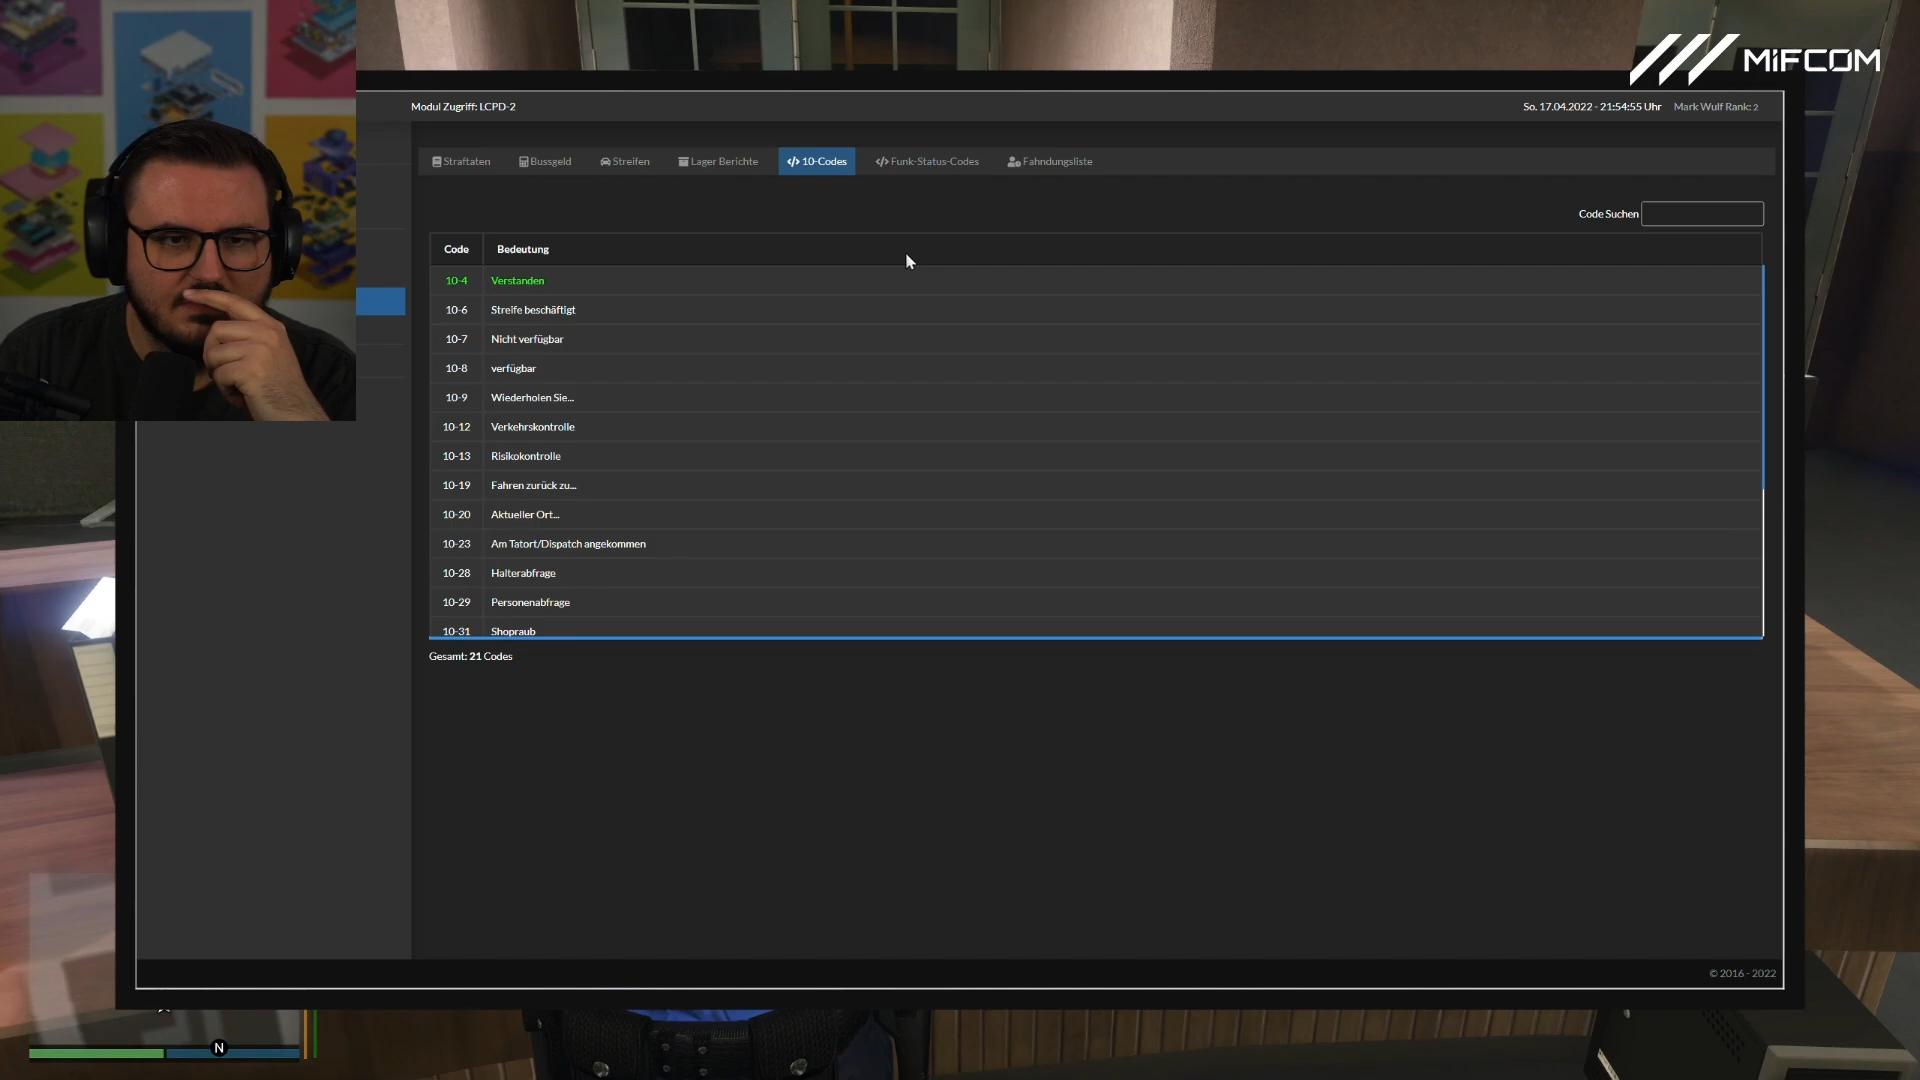 MIFCOM
Modul Zugriff: LCPD-2
So. 17.04.2022 - 21:54:55 Uhr Mark Wulf Rank: 2
Straftaten Bussgeld Streifen Lager Berichte </> 10-Codes </> Funk-Status-Codes Fahndungsliste
Code Suchen
Code Bedeutung
10-4 Verstanden
10-6 Streife beschäftigt
10-7 Nicht verfügbar
10-8 verfügbar
10-9 Wiederholen Sie...
10-12 Verkehrskontrolle
10-13 Risikokontrolle
10-19 Fahren zurück zu...
10-20 Aktueller Ort...
10-23 Am Tatort/Dispatch angekommen
10-28 Halterabfrage
10-29 Personenabfrage
10-31 Shopraub
Gesamt: 21 Codes
© 2016 - 2022
N